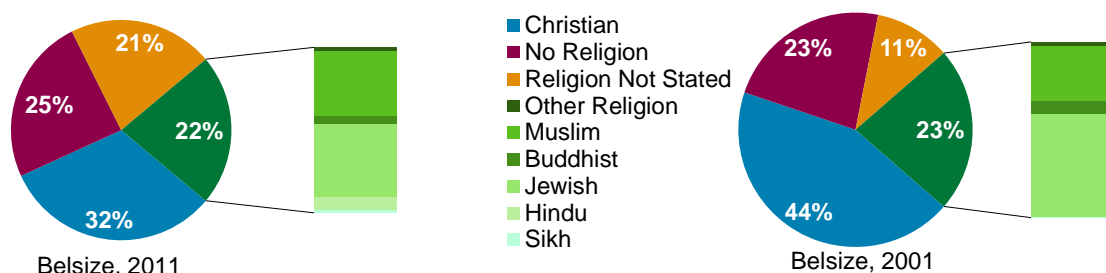 21%
25%
22%
32%
Belsize, 2011
Christian
No Religion
Religion Not Stated
Other Religion
Muslim
Buddhist
Jewish
Hindu
Sikh
23%
11%
23%
44%
Belsize, 2001